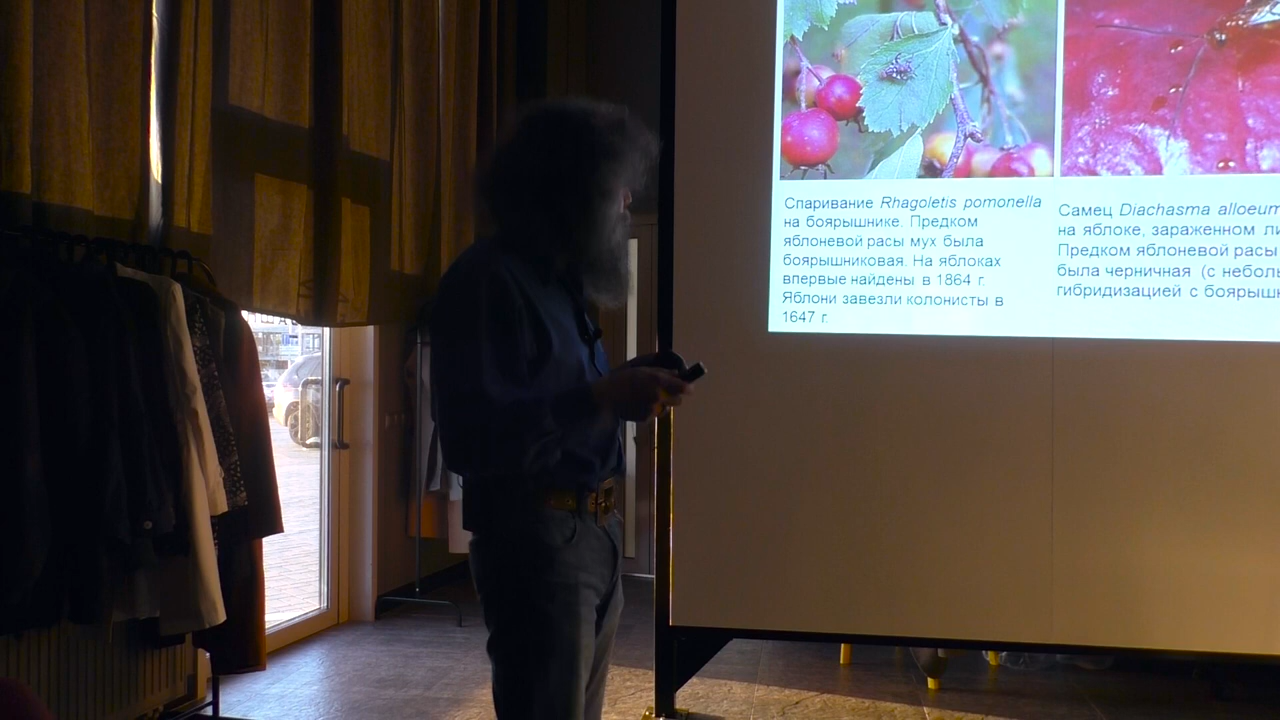 Спаривание Rhagoletis pomonella
на боярышнике. Предком
яблоневой расы мух была
боярышниковая. На яблоках
впервые найдены в 1864 г.
Яблони завезли колонисты в
1647 г.
Самец Diachasma alloeum
на яблоке, зараженном
Предком яблоневой расы
была черничная (с
гибридизацией с